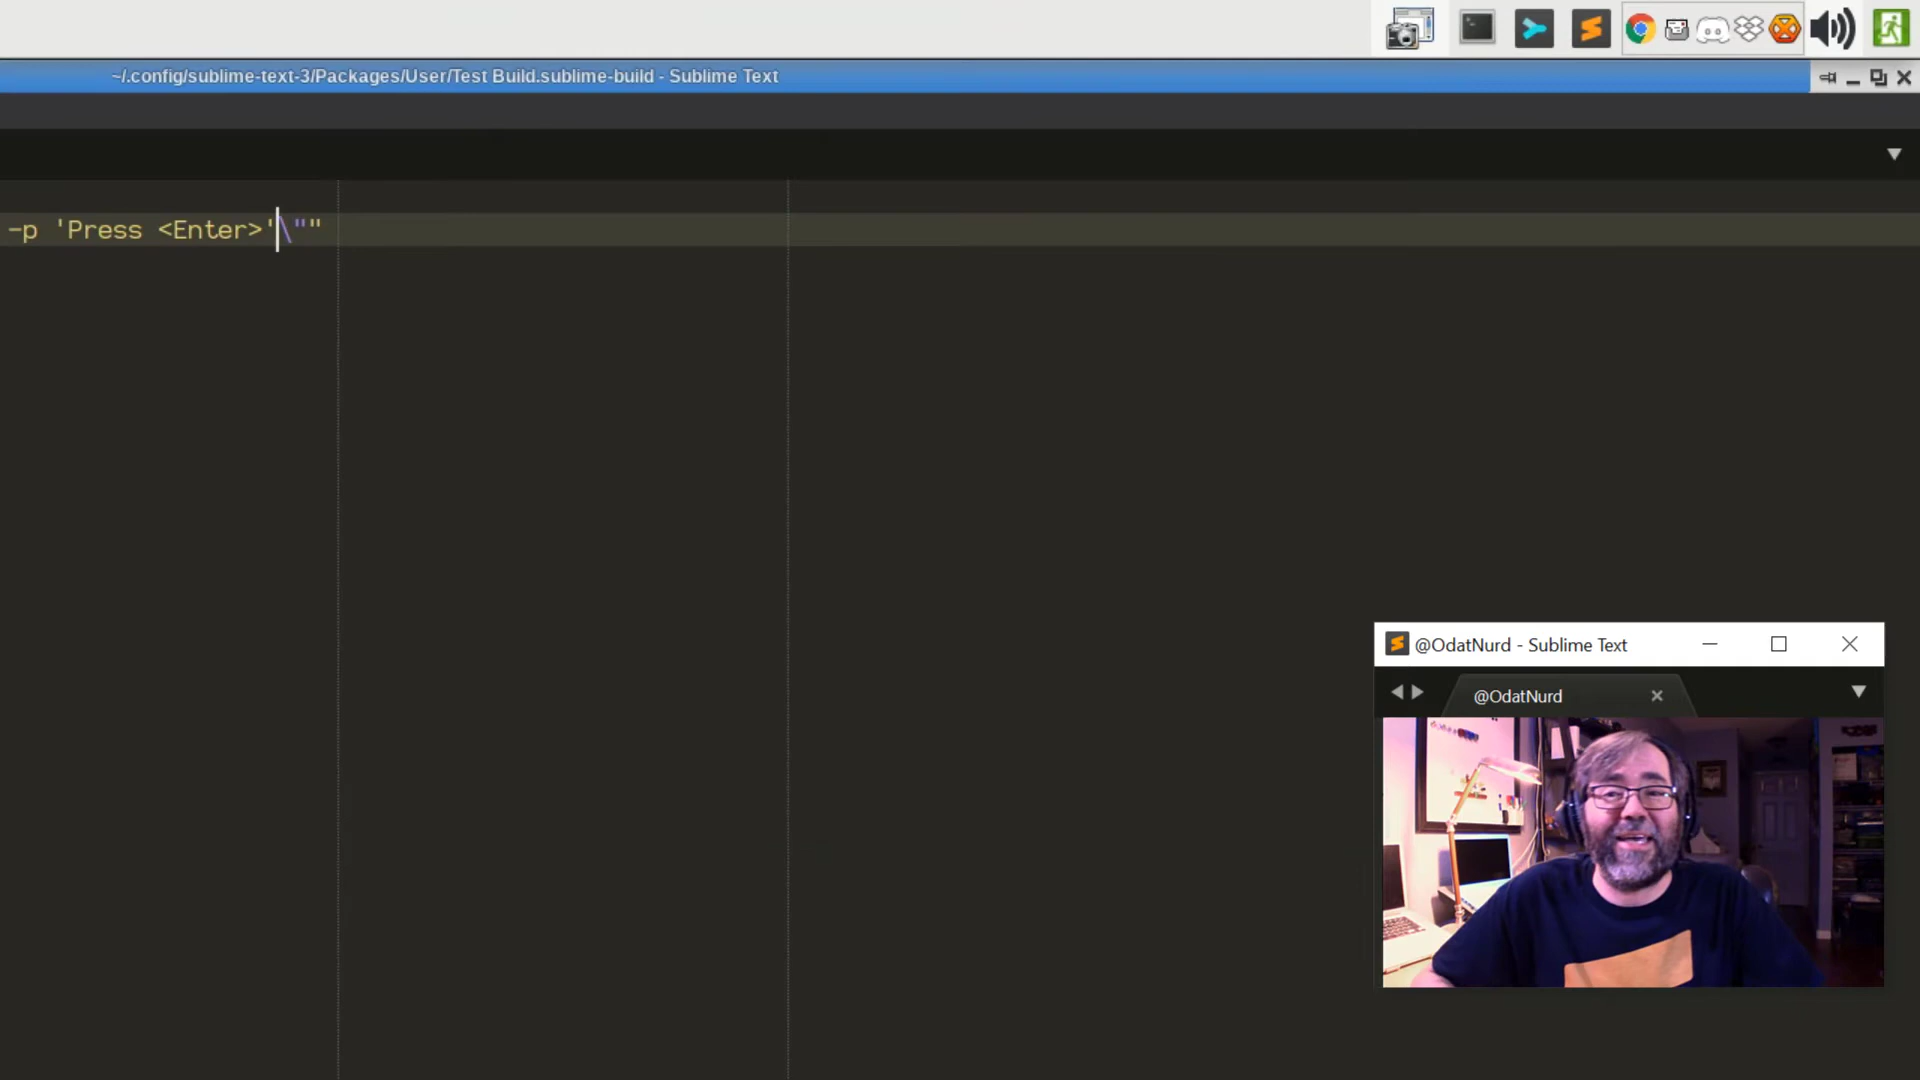 ~/.config/sublime-text-3/Packages/User/Test Build.sublime-build - Sublime Text
-p 'Press <Enter>'\""
@OdatNurd - Sublime Text
@OdatNurd